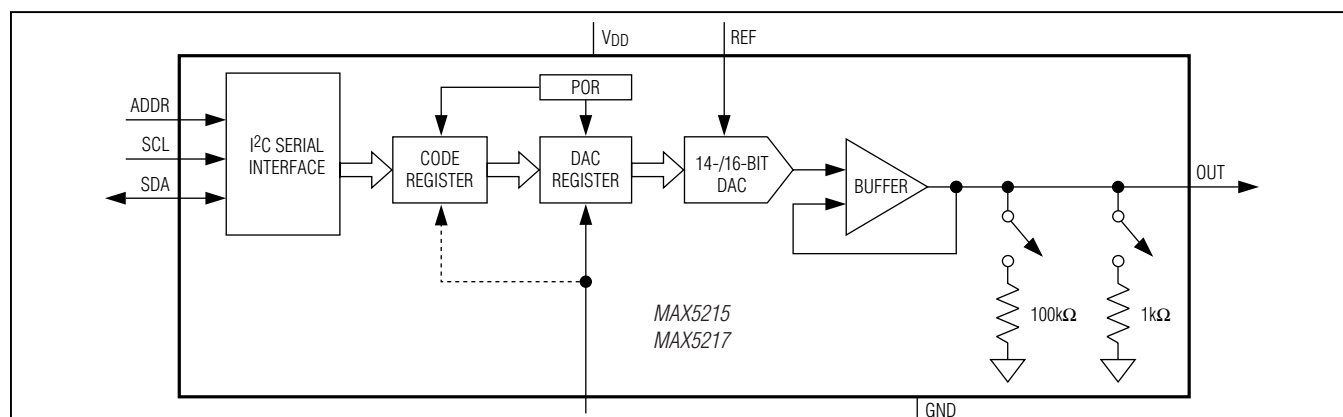 VDD
REF
ADDR
SCL
SDA
I2C SERIAL
INTERFACE
CODE
REGISTER
POR
DAC
REGISTER
14-/16-BIT
DAC
BUFFER
OUT
100kΩ
1kΩ
MAX5215
MAX5217
GND